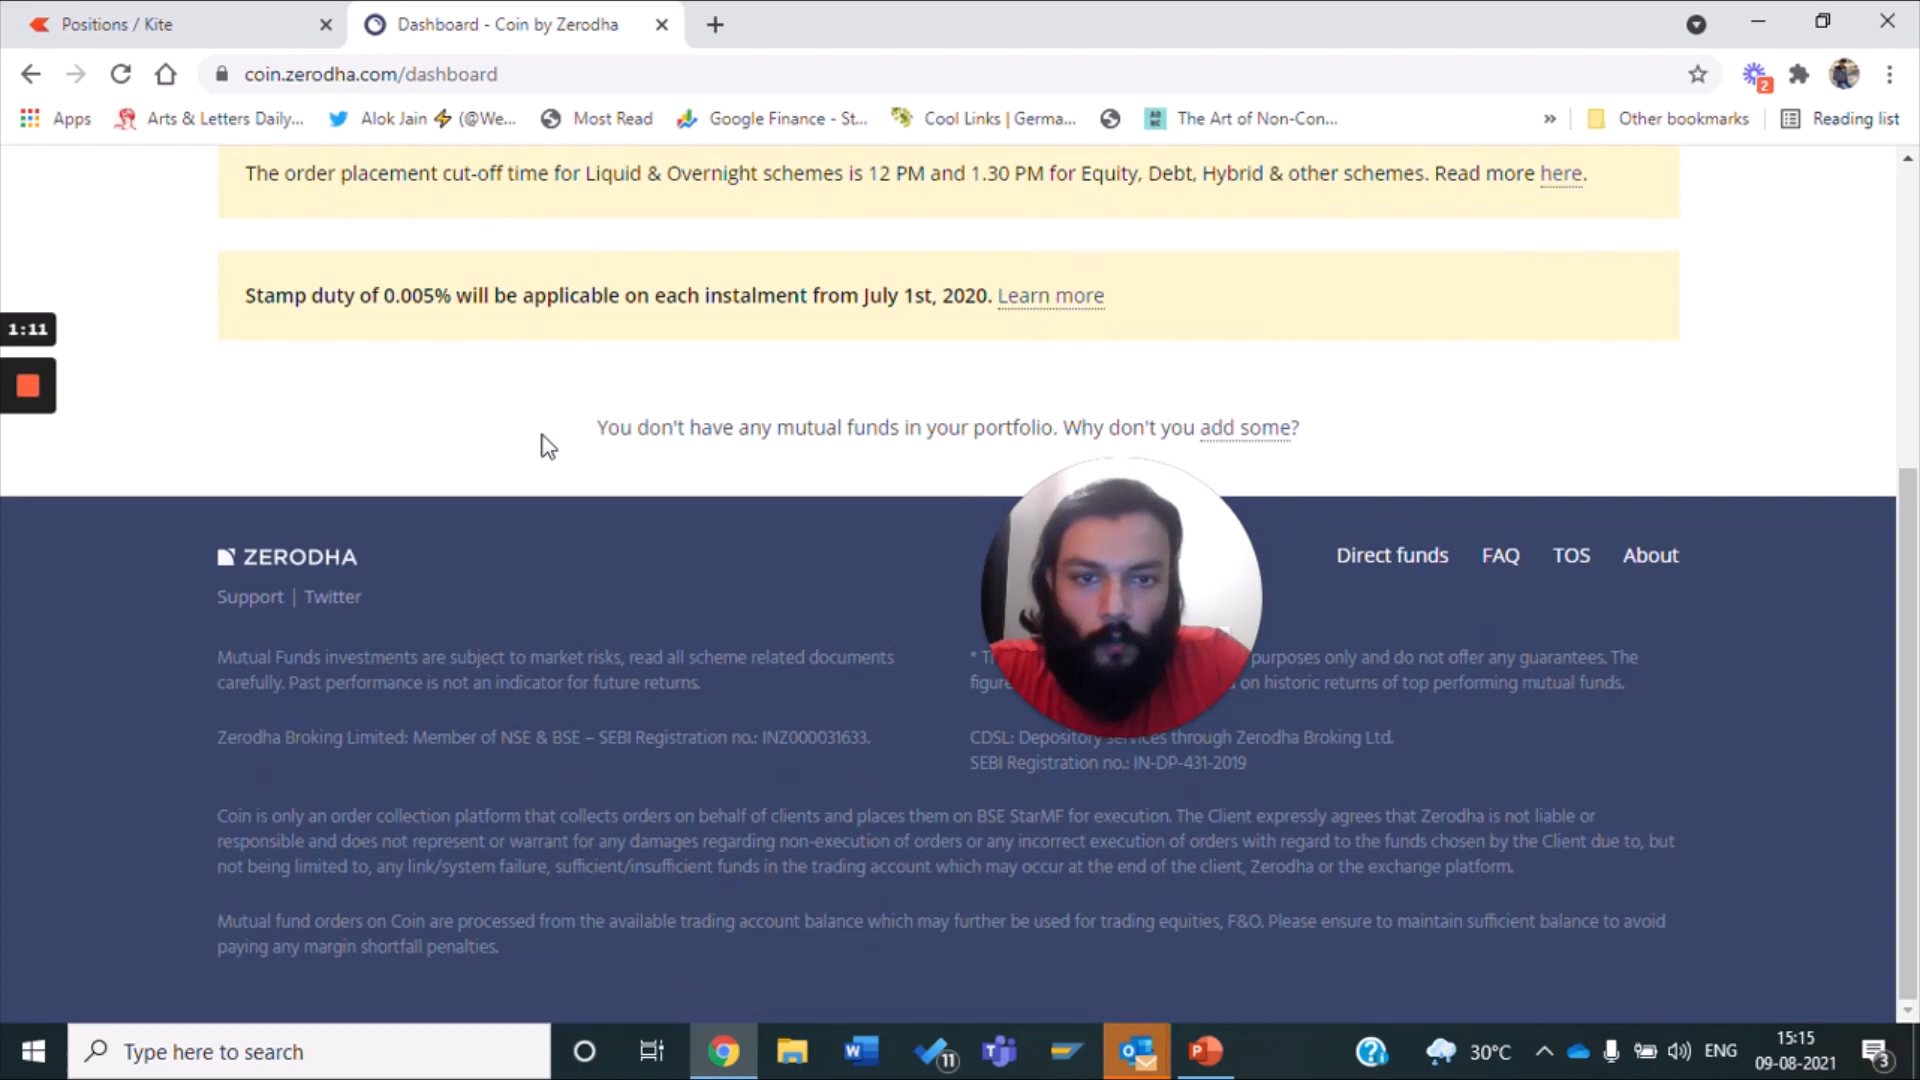 Positions / Kite
Dashboard - Coin by Zerodha
coin.zerodha.com/dashboard
2
Apps
Arts & Letters Daily...
Alok Jain ⚡ (@We...
Most Read
Google Finance - St...
Cool Links | Germa...
The Art of Non-Con...
»
Other bookmarks
Reading list
The order placement cut-off time for Liquid & Overnight schemes is 12 PM and 1.30 PM for Equity, Debt, Hybrid & other schemes. Read more here.
Stamp duty of 0.005% will be applicable on each instalment from July 1st, 2020. Learn more
1:11
You don't have any mutual funds in your portfolio. Why don't you add some?
ZERODHA
Support | Twitter
Direct funds FAQ TOS About
Mutual Funds investments are subject to market risks, read all scheme related documents
carefully. Past performance is not an indicator for future returns.
purposes only and do not offer any guarantees. The
on historic returns of top performing mutual funds.
Zerodha Broking Limited: Member of NSE & BSE – SEBI Registration no.: INZ000031633.
CDSL: Depository services through Zerodha Broking Ltd.
SEBI Registration no.: IN-DP-431-2019
Coin is only an order collection platform that collects orders on behalf of clients and places them on BSE StarMF for execution. The Client expressly agrees that Zerodha is not liable or
responsible and does not represent or warrant for any damages regarding non-execution of orders or any incorrect execution of orders with regard to the funds chosen by the Client due to, but
not being limited to, any link/system failure, sufficient/insufficient funds in the trading account which may occur at the end of the client, Zerodha or the exchange platform.
Mutual fund orders on Coin are processed from the available trading account balance which may further be used for trading equities, F&O. Please ensure to maintain sufficient balance to avoid
paying any margin shortfall penalties.
Type here to search
11
30°C
ENG
15:15
09-08-2021
3